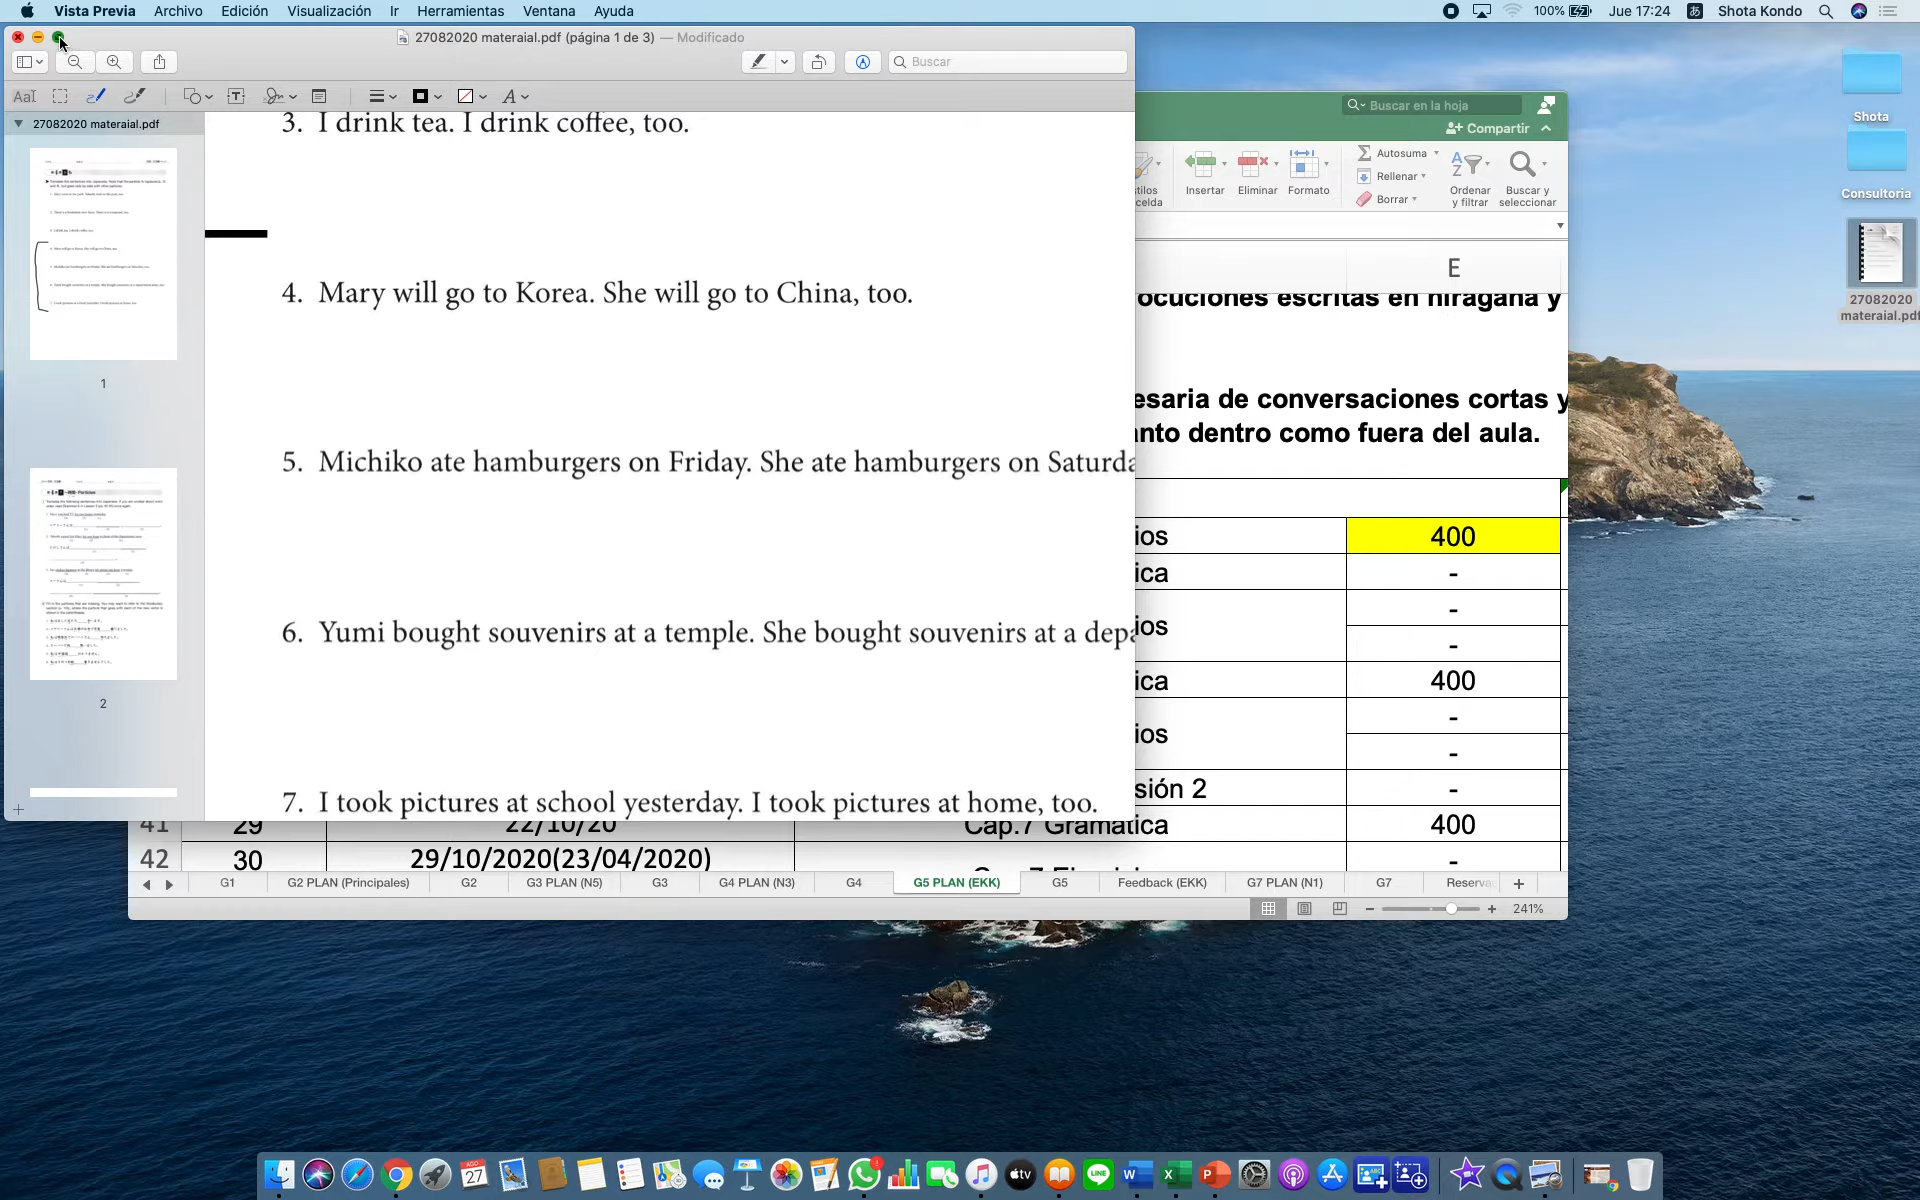 Vista Previa Archivo Edición Visualización Ir Herramientas Ventana Ayuda
100% Jue 17:24 あ Shota Kondo
27082020 materaial.pdf (página 1 de 3) — Modificado
Buscar
27082020 materaial.pdf
1
2
3. I drink tea. I drink coffee, too.
4. Mary will go to Korea. She will go to China, too.
5. Michiko ate hamburgers on Friday. She ate hamburgers on Saturda
6. Yumi bought souvenirs at a temple. She bought souvenirs at a depa
7. I took pictures at school yesterday. I took pictures at home, too.
Buscar en la hoja
Compartir
tilos
celda
Insertar
Eliminar
Formato
Autosuma
Rellenar
Borrar
Ordenar
y filtrar
Buscar y
seleccionar
E
ocuciones escritas en hiragana y
esaria de conversaciones cortas y
nto dentro como fuera del aula.
ios 400
ica -
ios -
-
ica 400
ios -
-
sión 2 -
41 29 22/10/20 Cap.7 Gramática 400
42 30 29/10/2020(23/04/2020) -
G1 G2 PLAN (Principales) G2 G3 PLAN (N5) G3 G4 PLAN (N3) G4 G5 PLAN (EKK) G5 Feedback (EKK) G7 PLAN (N1) G7 Reserva
241%
Shota
Consultoria
27082020
materaial.pdf
AGO
27